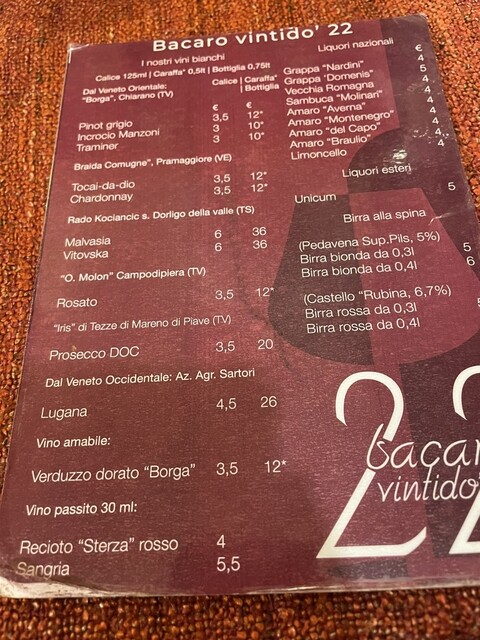 Bacaro vintido' 22
I nostri vini bianchi
Calice 125ml | Caraffa* 0,5lt | Bottiglia 0,75lt
Dal Veneto Orientale:
"Borga", Chiarano (TV)
Calice | Caraffa*
| Bottiglia
€ €
Pinot grigio 3,5 12*
Incrocio Manzoni 3 10*
Traminer 3 10*
Braida Comugne", Pramaggiore (VE)
Tocai-da-dio 3,5 12*
Chardonnay 3,5 12*
Rado Kociancic s. Dorligo della valle (TS)
Malvasia 6 36
Vitovska 6 36
"O. Molon" Campodipiera (TV)
Rosato 3,5 12*
"Iris" di Tezze di Mareno di Piave (TV)
Prosecco DOC 3,5 20
Dal Veneto Occidentale: Az. Agr. Sartori
Lugana 4,5 26
Vino amabile:
Verduzzo dorato "Borga" 3,5 12*
Vino passito 30 ml:
Recioto "Sterza" rosso 4
Sangria 5,5
Liquori nazionali
€
Grappa "Nardini" 4
Grappa 'Domenis" 5
Vecchia Romagna 4
Sambuca "Molinari" 4
Amaro "Averna" 4
Amaro "Montenegro" 4
Amaro "del Capo" 4
Amaro "Braulio"
Limoncello 4
Liquori esteri
Unicum 5
Birra alla spina
(Pedavena Sup.Pils, 5%)
Birra bionda da 0,3l 5
Birra bionda da 0,4l 6
(Castello "Rubina, 6,7%)
Birra rossa da 0,3l
Birra rossa da 0,4l
22
bacar
vintido'